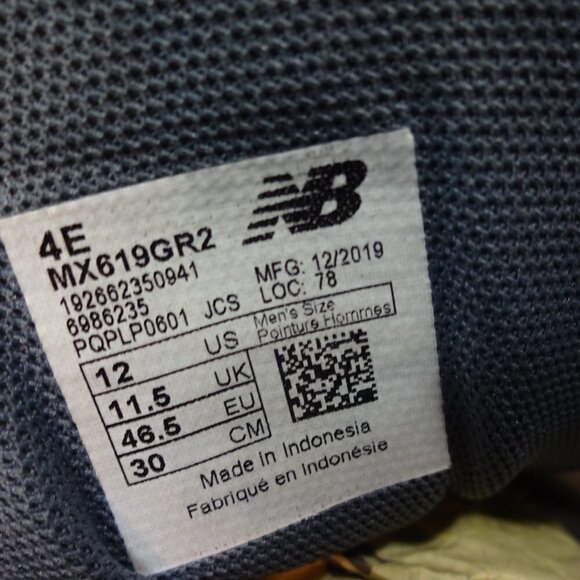 4E
NB
MX619GR2
192662350941
6986235
PQPLP0601 JCS
MFG: 12/2019
LOC: 78
Men's Size
Pointure Hommes
12 US
11.5 UK
46.5 EU
30 CM
Made in Indonesia
Fabriqué en Indonésie